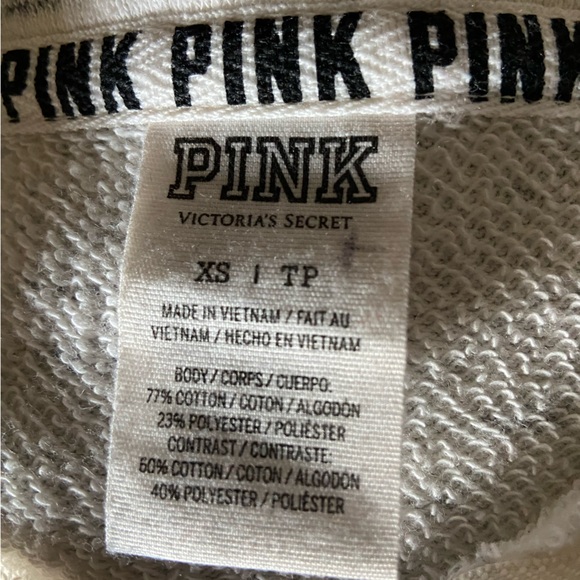 PINK PINK PINK
PINK
VICTORIA'S SECRET
XS | TP
MADE IN VIETNAM / FAIT AU
VIETNAM / HECHO EN VIETNAM
BODY / CORPS / CUERPO:
77% COTTON / COTON / ALGODÓN
23% POLYESTER / POLIÉSTER
CONTRAST / CONTRASTE:
60% COTTON / COTON / ALGODÓN
40% POLYESTER / POLIÉSTER